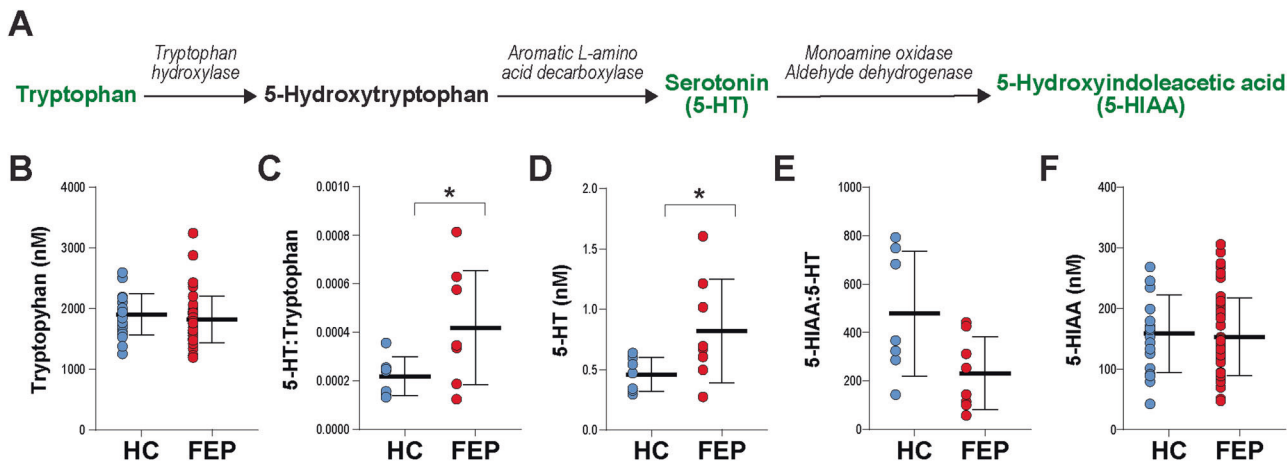 A
Tryptophan
hydroxylase
Aromatic L-amino
acid decarboxylase
Monoamine oxidase
Aldehyde dehydrogenase
Tryptophan
5-Hydroxytryptophan
Serotonin
(5-HT)
5-Hydroxyindoleacetic acid
(5-HIAA)
B
Tryptopyhan (nM)
4000
3000
2000
1000
0
HC
FEP
C
5-HT:Tryptophan
0.0010
0.0008
0.0006
0.0004
0.0002
0.0000
*
HC
FEP
D
5-HT (nM)
2.0
1.5
1.0
0.5
0.0
*
HC
FEP
E
5-HIAA:5-HT
1000
800
600
400
200
0
HC
FEP
F
5-HIAA (nM)
400
300
200
100
0
HC
FEP